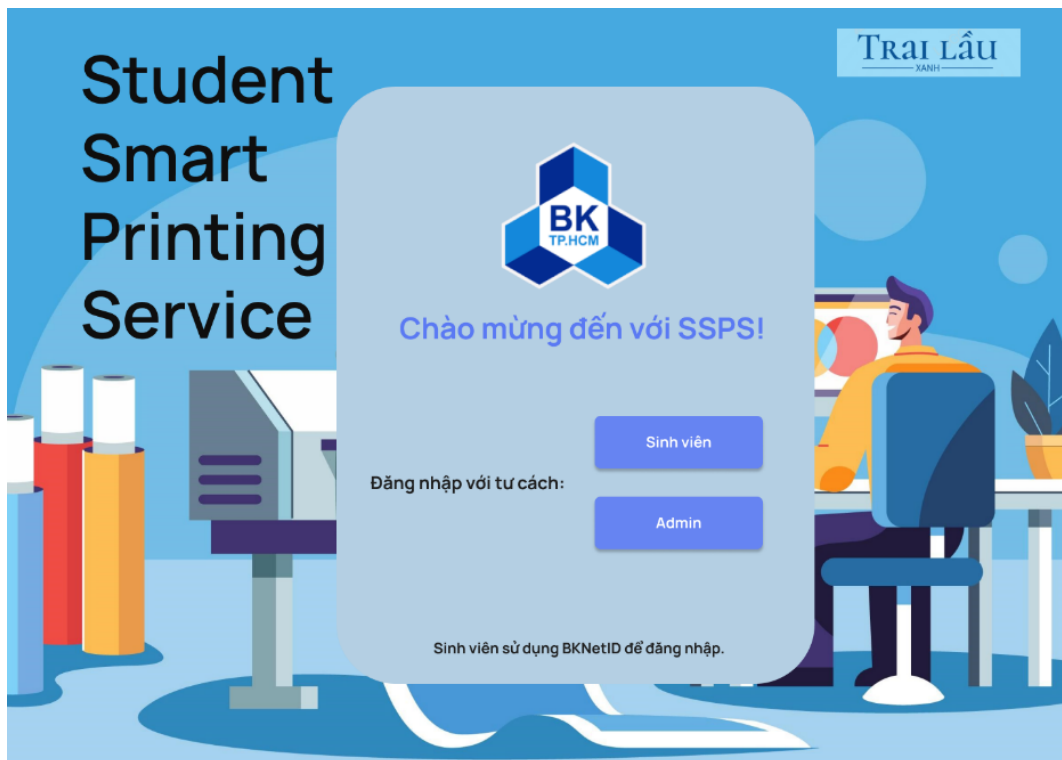 Student
Smart
Printing
Service
TRAI LẦU
XANH
BK
TP.HCM
Chào mừng đến với SSPS!
Sinh viên
Đăng nhập với tư cách:
Admin
Sinh viên sử dụng BKNetID để đăng nhập.